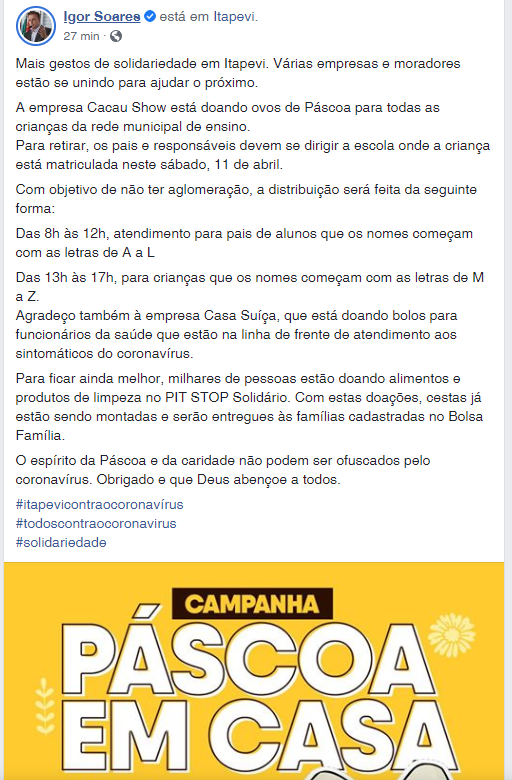 Igor Soares está em Itapevi.
27 min ·
Mais gestos de solidariedade em Itapevi. Várias empresas e moradores
estão se unindo para ajudar o próximo.
A empresa Cacau Show está doando ovos de Páscoa para todas as
crianças da rede municipal de ensino.
Para retirar, os pais e responsáveis devem se dirigir a escola onde a criança
está matriculada neste sábado, 11 de abril.
Com objetivo de não ter aglomeração, a distribuição será feita da seguinte
forma:
Das 8h às 12h, atendimento para pais de alunos que os nomes começam
com as letras de A a L
Das 13h às 17h, para crianças que os nomes começam com as letras de M
a Z.
Agradeço também à empresa Casa Suíça, que está doando bolos para
funcionários da saúde que estão na linha de frente de atendimento aos
sintomáticos do coronavírus.
Para ficar ainda melhor, milhares de pessoas estão doando alimentos e
produtos de limpeza no PIT STOP Solidário. Com estas doações, cestas já
estão sendo montadas e serão entregues às famílias cadastradas no Bolsa
Família.
O espírito da Páscoa e da caridade não podem ser ofuscados pelo
coronavírus. Obrigado e que Deus abençoe a todos.
#itapevicontraocoronavírus
#todoscontraocoronavirus
#solidariedade
CAMPANHA
PÁSCOA
EM CASA